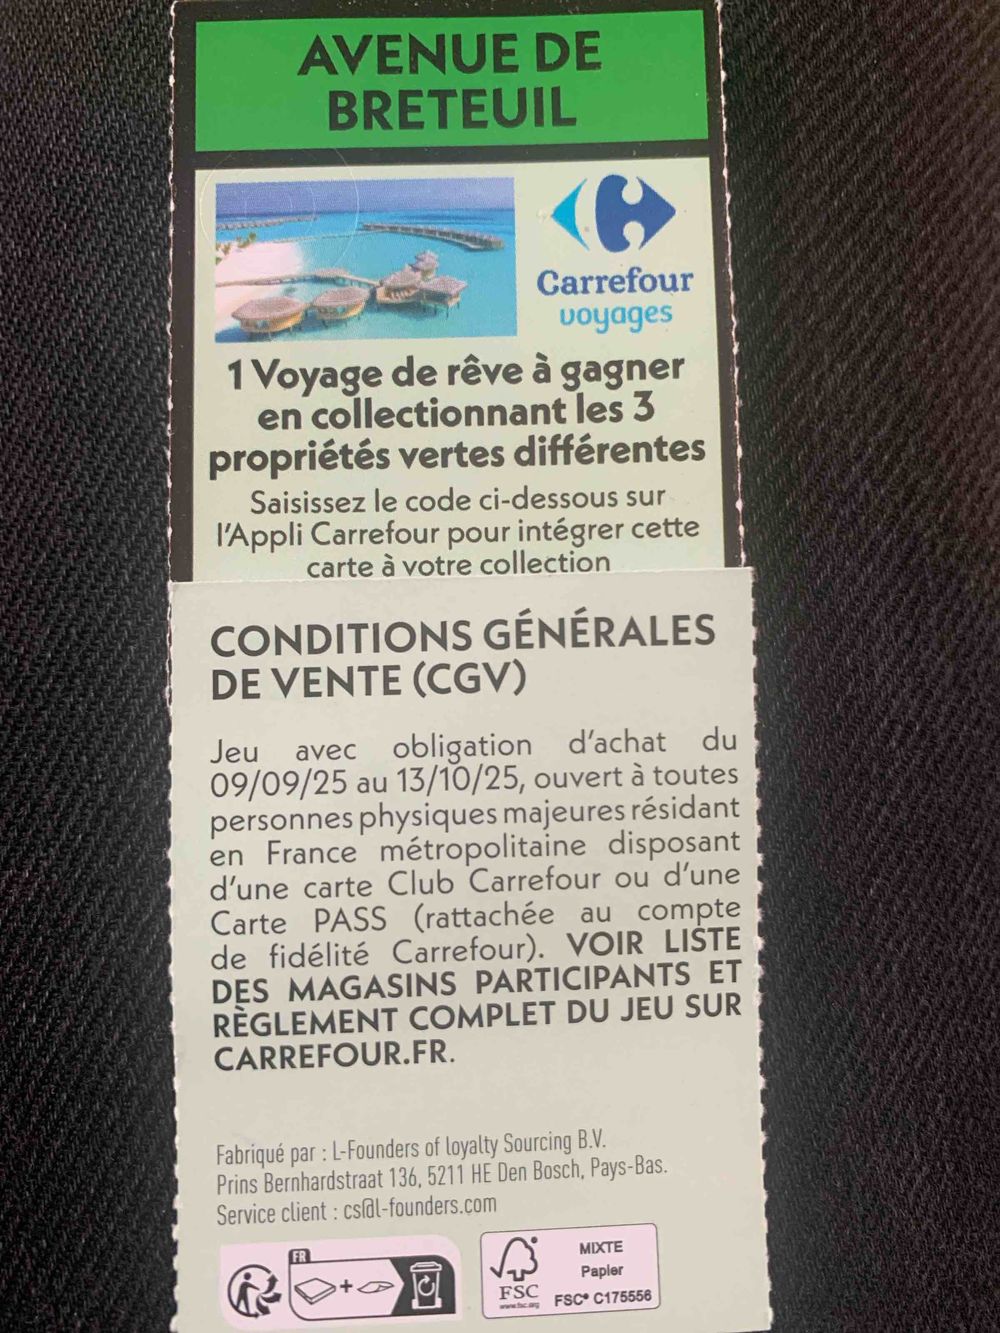 AVENUE DE
BRETEUIL
Carrefour
voyages
1 Voyage de rêve à gagner
en collectionnant les 3
propriétés vertes différentes
Saisissez le code ci-dessous sur
l'Appli Carrefour pour intégrer cette
carte à votre collection
CONDITIONS GÉNÉRALES
DE VENTE (CGV)
Jeu avec obligation d'achat du
09/09/25 au 13/10/25, ouvert à toutes
personnes physiques majeures résidant
en France métropolitaine disposant
d'une carte Club Carrefour ou d'une
Carte PASS (rattachée au compte
de fidélité Carrefour). VOIR LISTE
DES MAGASINS PARTICIPANTS ET
RÈGLEMENT COMPLET DU JEU SUR
CARREFOUR.FR.
Fabriqué par : L-Founders of loyalty Sourcing B.V.
Prins Bernhardstraat 136, 5211 HE Den Bosch, Pays-Bas.
Service client : cs@l-founders.com
FR
+
FSC
www.fsc.org
MIXTE
Papier
FSC® C175556